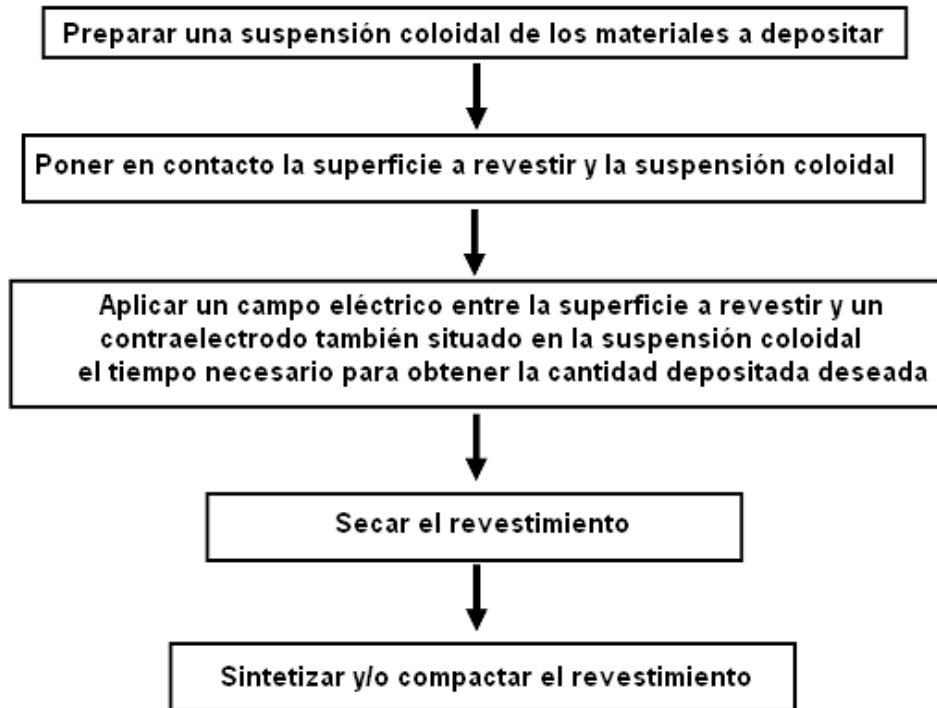 Preparar una suspensión coloidal de los materiales a depositar
Poner en contacto la superficie a revestir y la suspensión coloidal
Aplicar un campo eléctrico entre la superficie a revestir y un
contraelectrodo también situado en la suspensión coloidal
el tiempo necesario para obtener la cantidad depositada deseada
Secar el revestimiento
Sintetizar y/o compactar el revestimiento